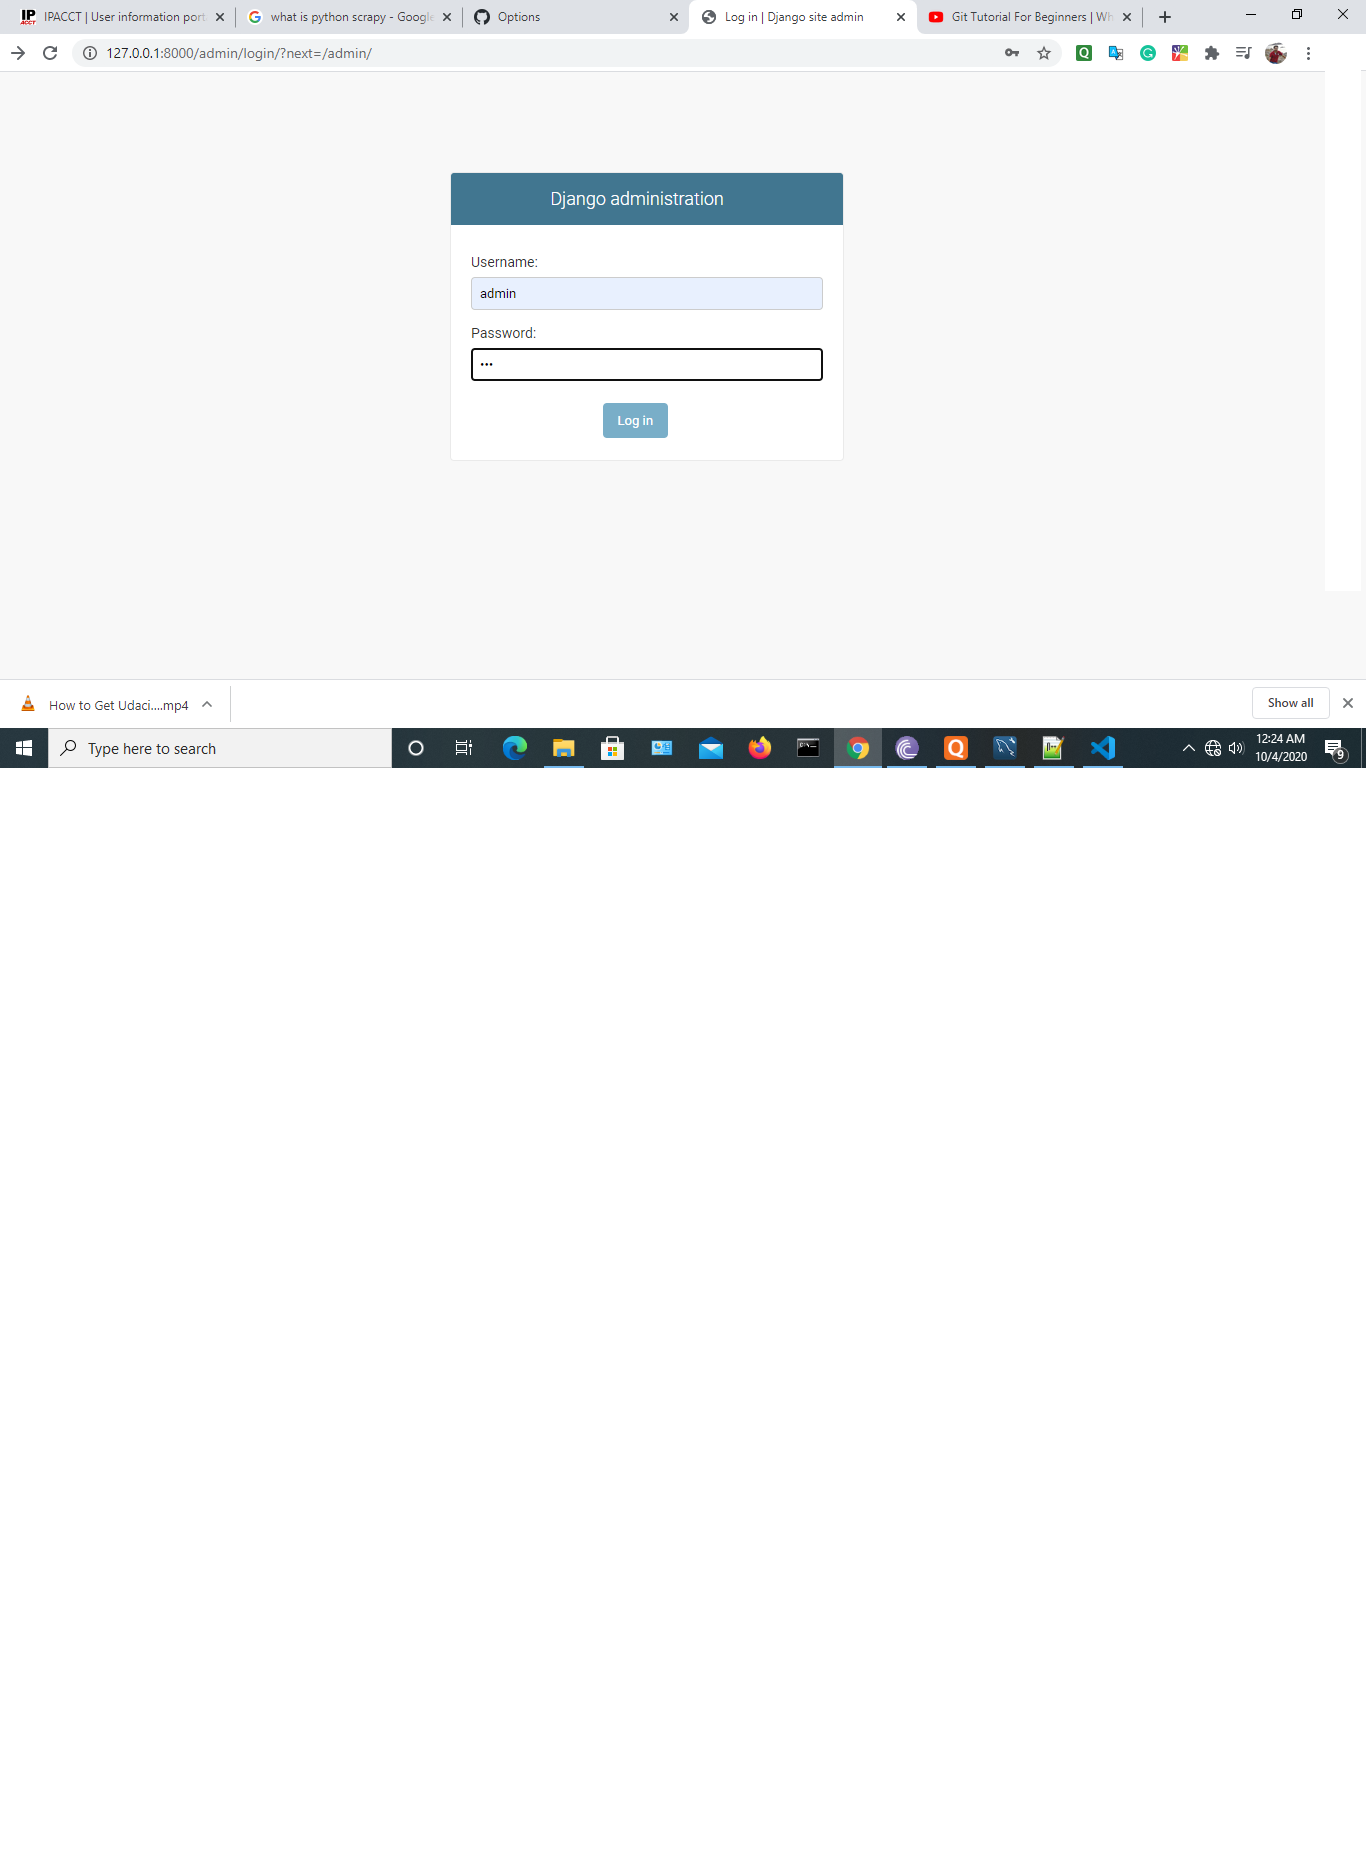 IPACCT | User information port
what is python scrapy - Google
Options
Log in | Django site admin
Git Tutorial For Beginners | Wh
127.0.0.1:8000/admin/login/?next=/admin/
Django administration
Username:
admin
Password:
•••
Log in
How to Get Udaci....mp4
Show all
Type here to search
12:24 AM
10/4/2020
9